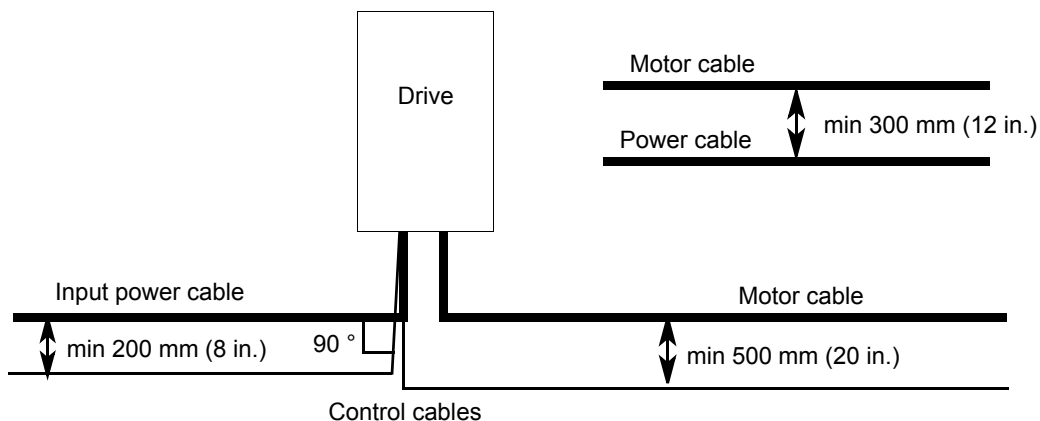 Drive
Motor cable
min 300 mm (12 in.)
Power cable
Input power cable
Motor cable
min 200 mm (8 in.)
90 °
min 500 mm (20 in.)
Control cables